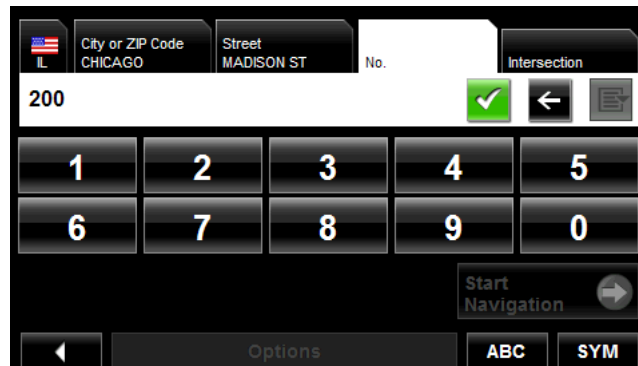 IL
City or ZIP Code
CHICAGO
Street
MADISON ST
No.
Intersection
200
1 2 3 4 5
6 7 8 9 0
Start
Navigation
Options ABC SYM